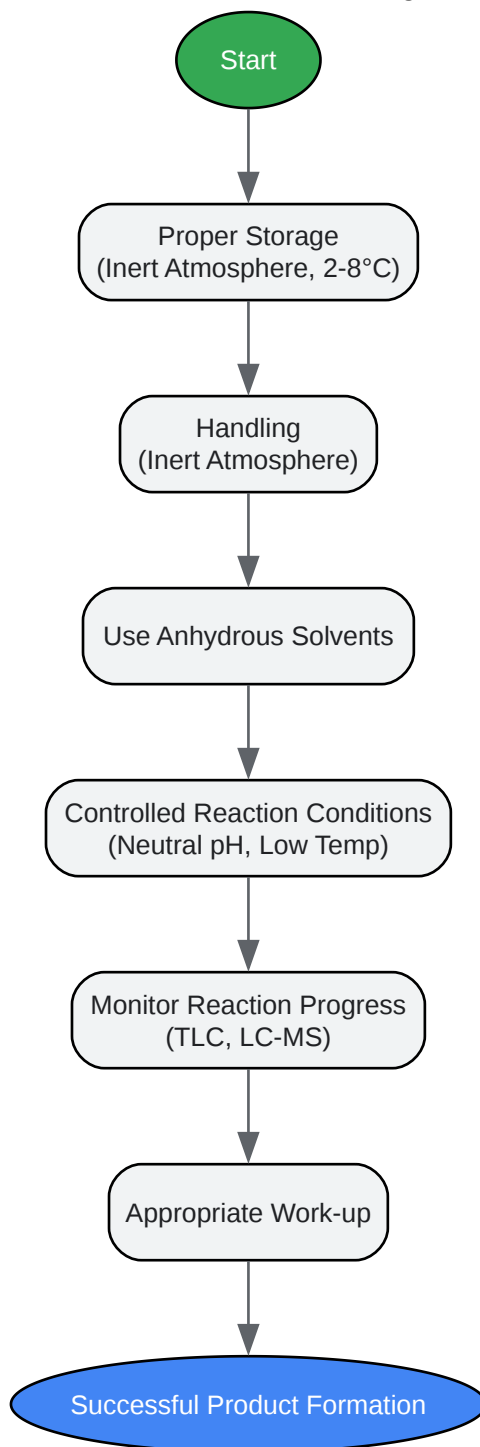 Start
Proper Storage
(Inert Atmosphere, 2-8°C)
Handling
(Inert Atmosphere)
Use Anhydrous Solvents
Controlled Reaction Conditions
(Neutral pH, Low Temp)
Monitor Reaction Progress
(TLC, LC-MS)
Appropriate Work-up
Successful Product Formation